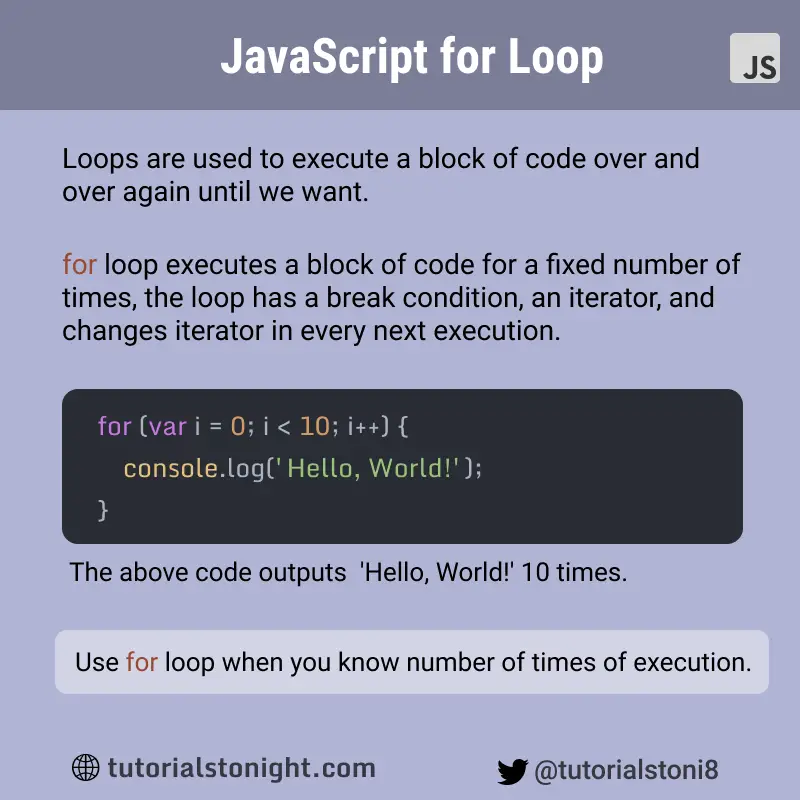 JavaScript for Loop
JS
Loops are used to execute a block of code over and
over again until we want.
for loop executes a block of code for a fixed number of
times, the loop has a break condition, an iterator, and
changes iterator in every next execution.
for (var i = 0; i < 10; i++) {
console.log('Hello, World!');
}
The above code outputs 'Hello, World!' 10 times.
Use for loop when you know number of times of execution.
tutorialstonight.com
@tutorialstoni8